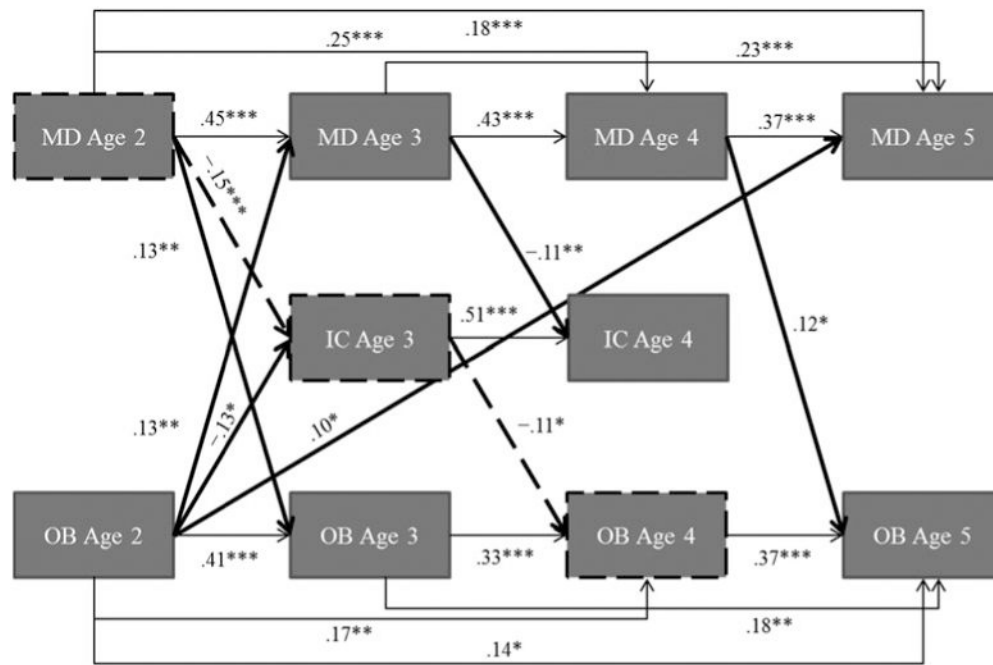 .18***
.25***
.23***
MD Age 2
.45***
MD Age 3
.43***
MD Age 4
.37***
MD Age 5
−.15***
.13**
−.11**
IC Age 3
.51***
IC Age 4
.12*
.13**
−.13*
.10*
−.11*
OB Age 2
.41***
OB Age 3
.33***
OB Age 4
.37***
OB Age 5
.17**
.18**
.14*